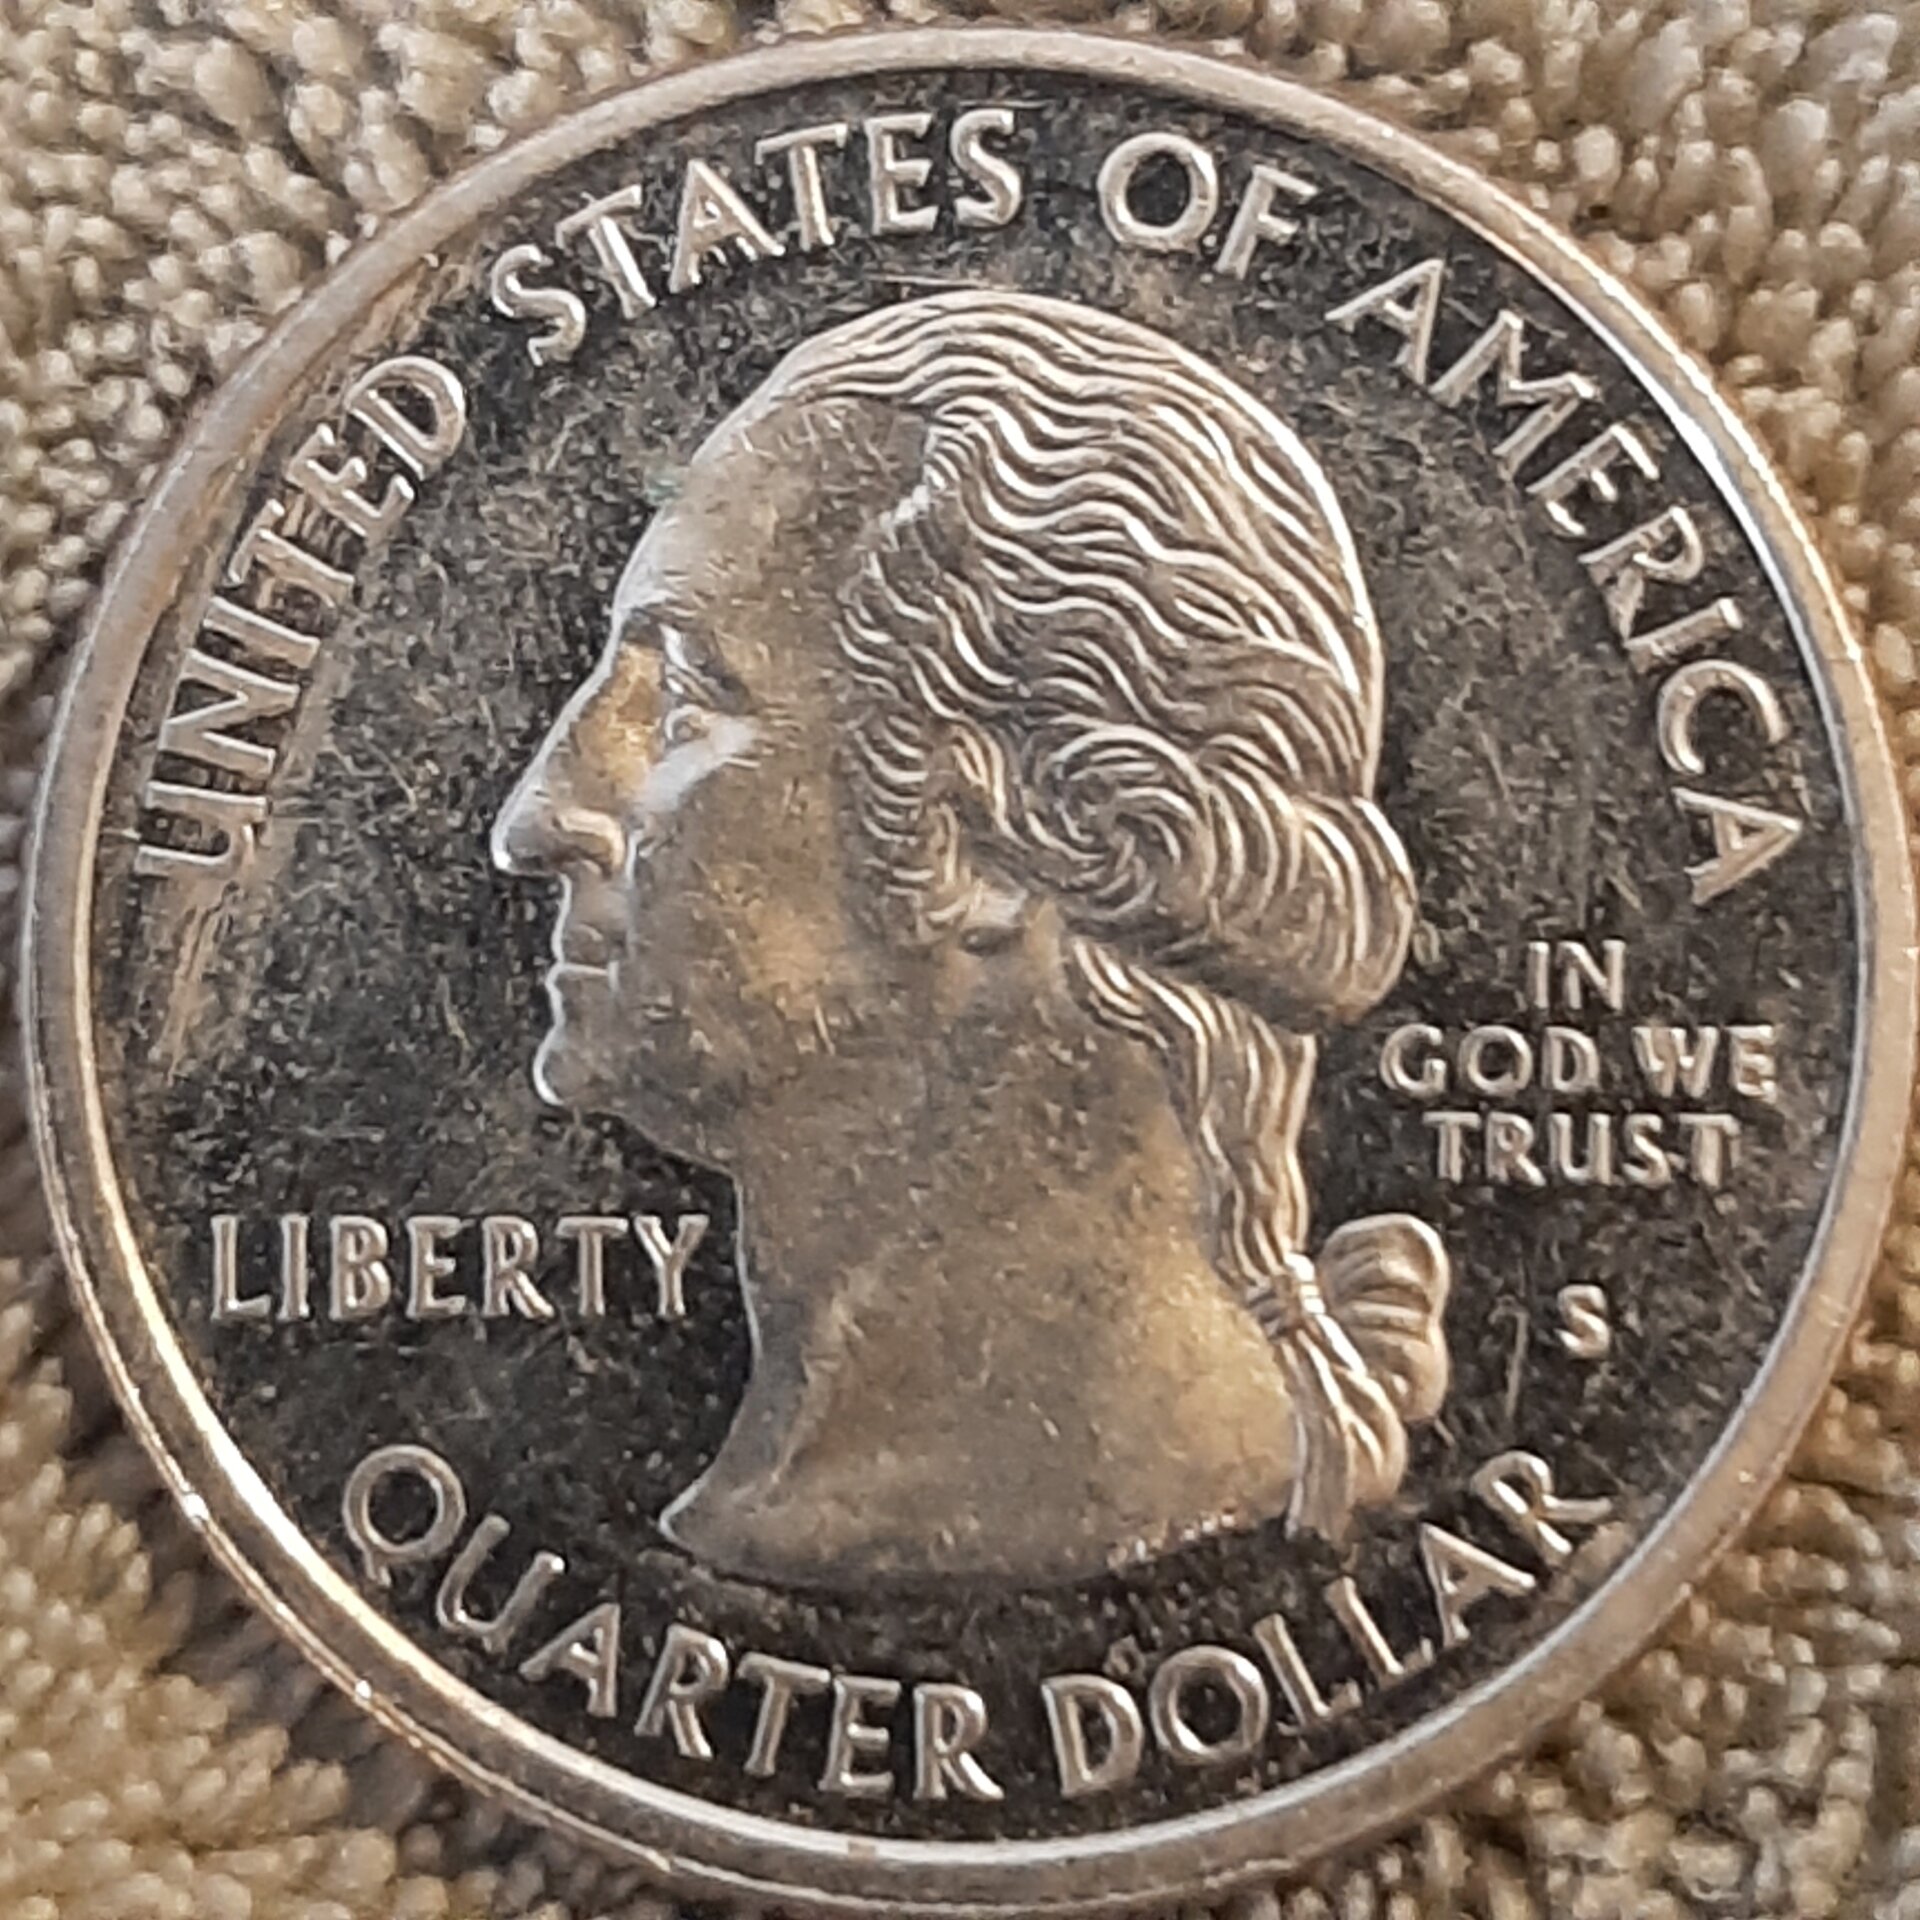 UNITED STATES OF AMERICA
IN
GOD WE
TRUST
LIBERTY
S
QUARTER DOLLAR